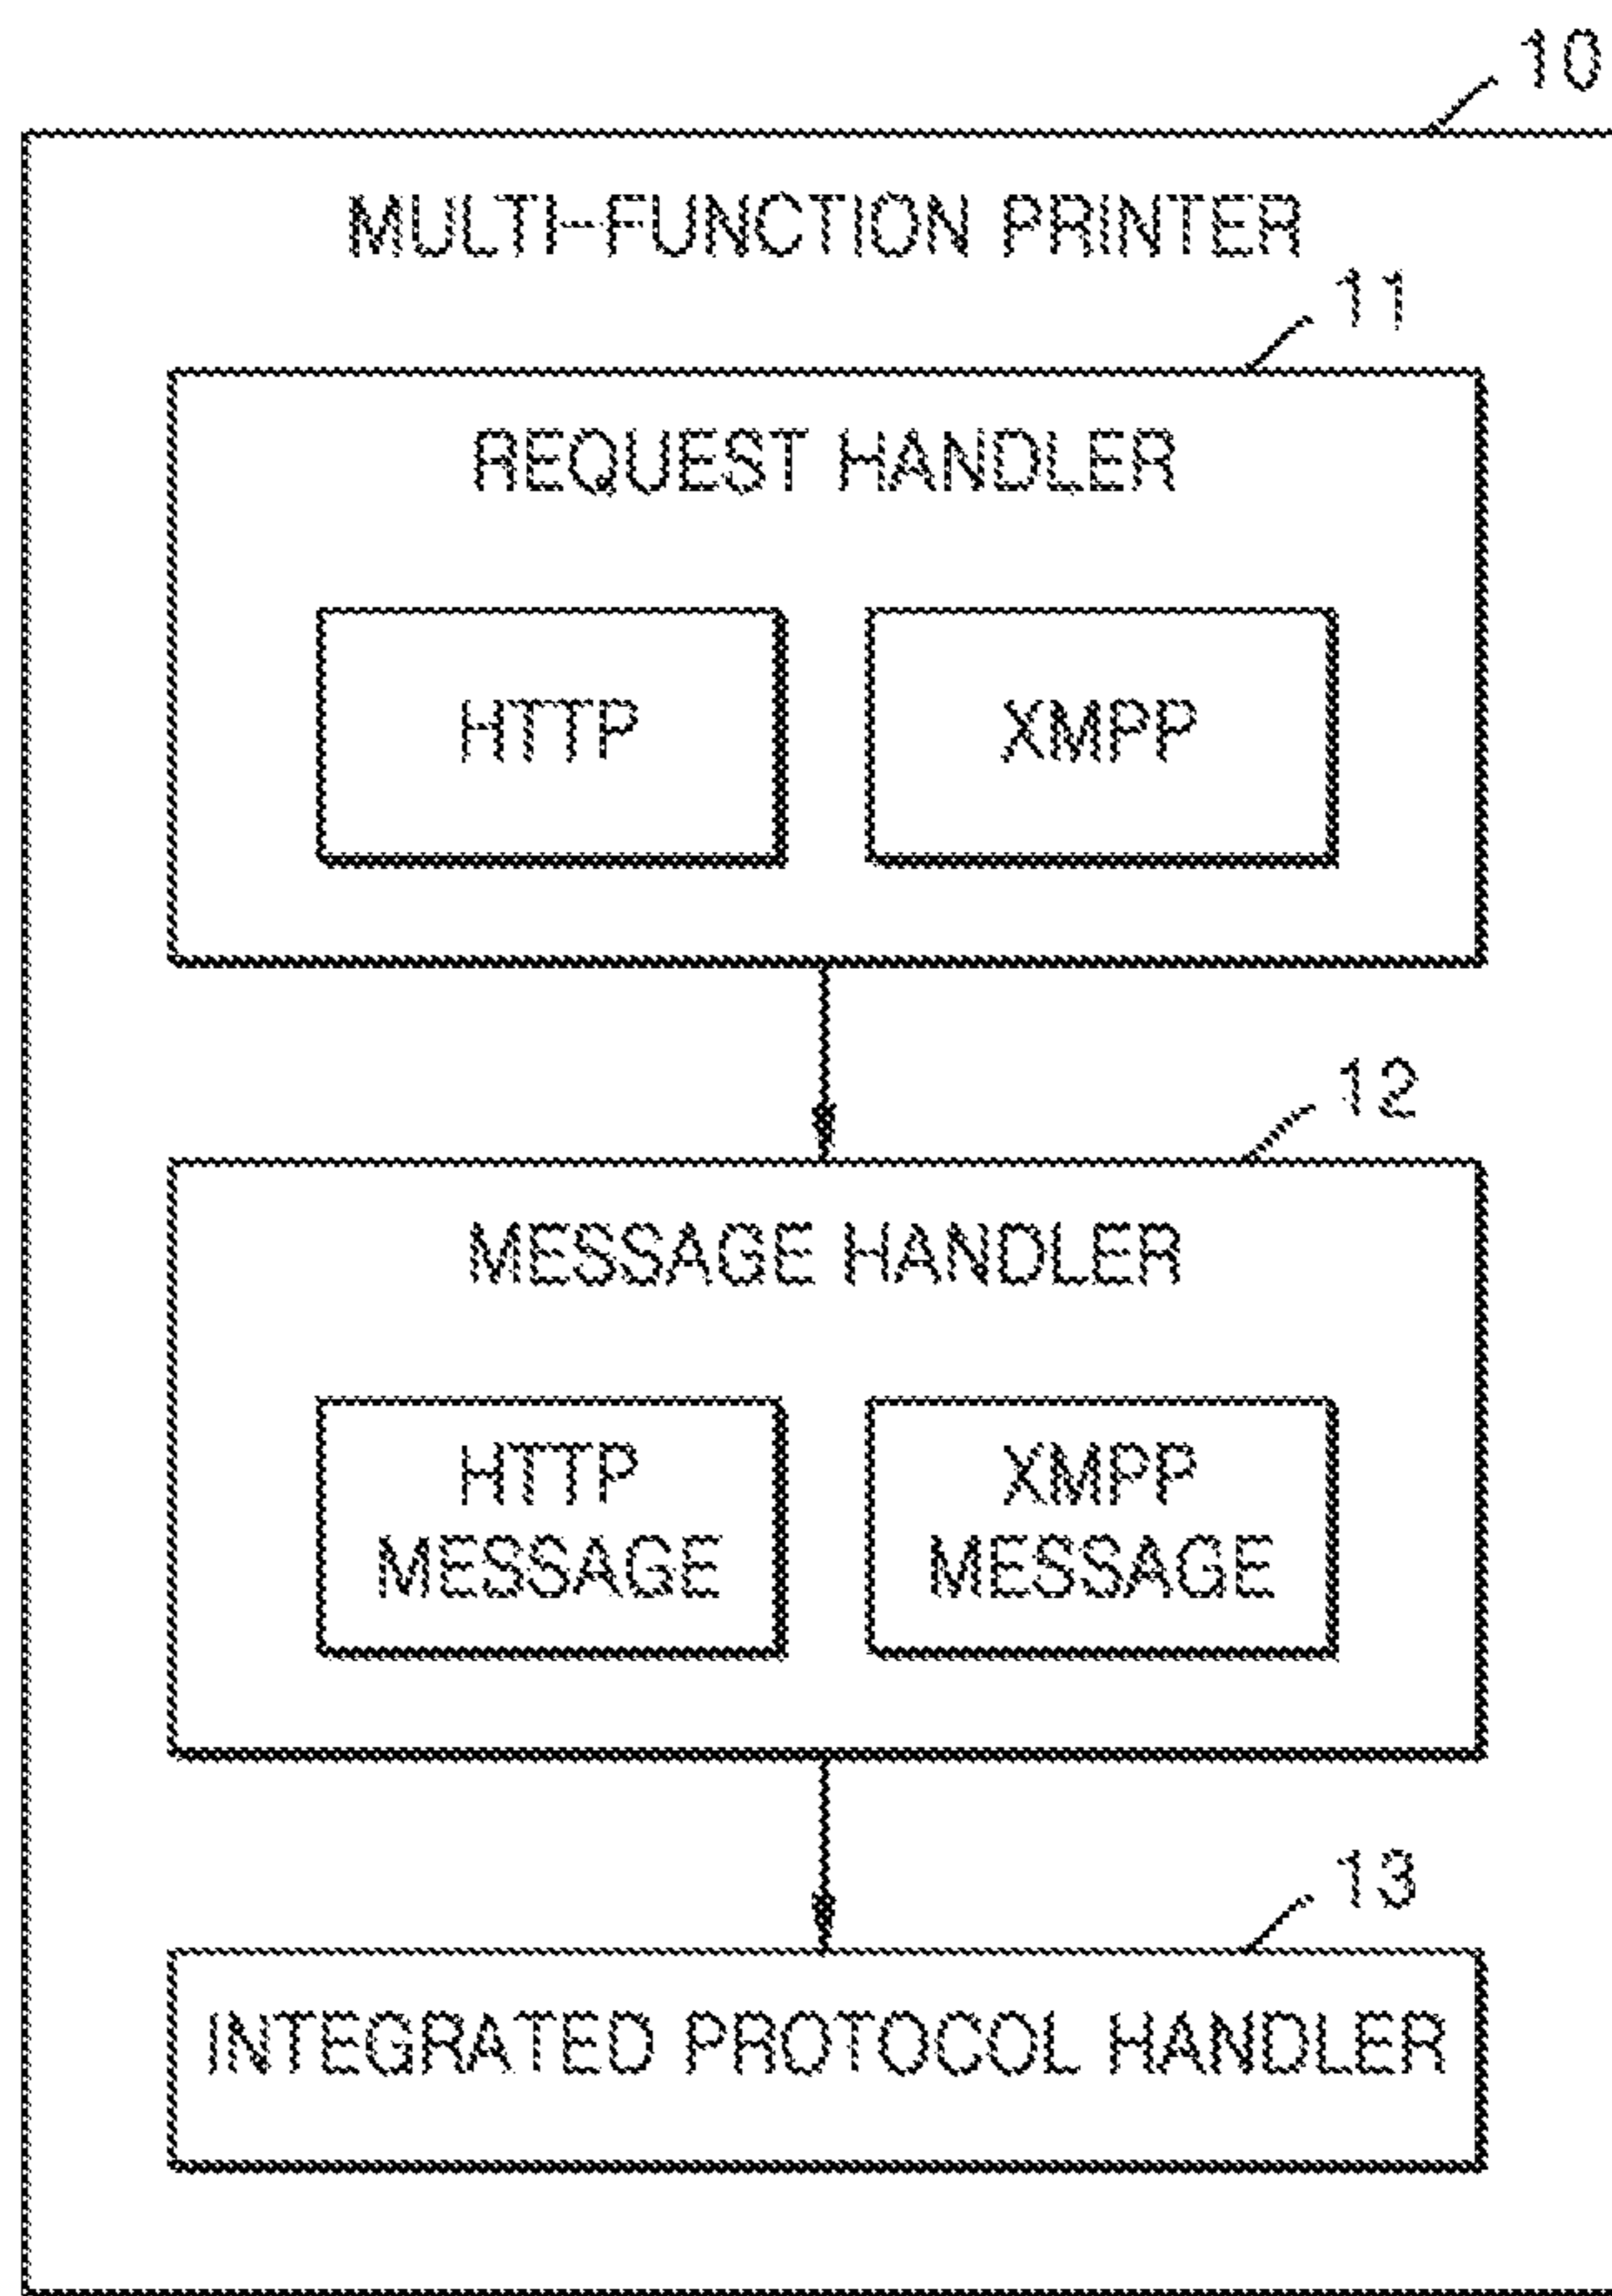 10
MULTI-FUNCTION PRINTER
11
REQUEST HANDLER
HTTP
XMPP
12
MESSAGE HANDLER
HTTP
MESSAGE
XMPP
MESSAGE
13
INTEGRATED PROTOCOL HANDLER